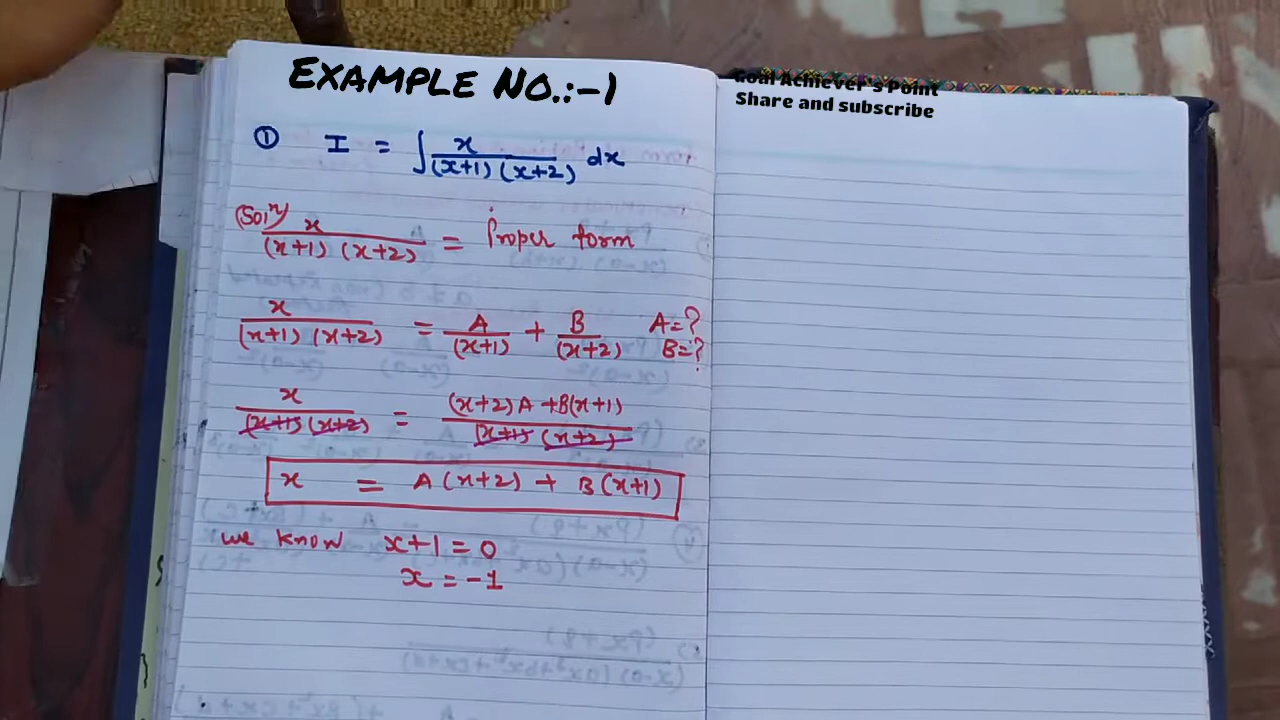 EXAMPLE NO.:-1
Goal Achiever's Point
Share and subscribe
① I = ∫ x / (x+1) (x+2) dx
(Solⁿ) x / (x+1) (x+2) = Proper form
x / (x+1) (x+2) = A / (x+1) + B / (x+2) A=?
B=?
x / (x+1) (x+2) = (x+2)A + B(x+1) / (x+1) (x+2)
x = A(x+2) + B(x+1)
we know x+1 = 0
x = -1